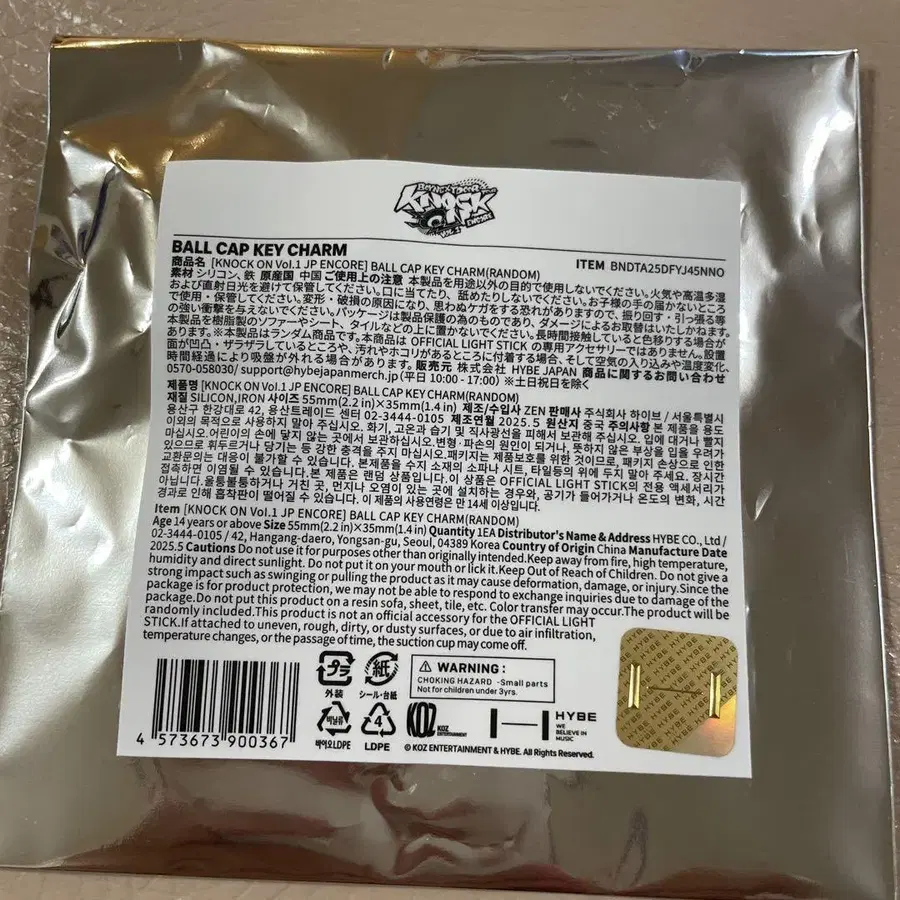 BOYNEXTDOOR
KNOCK
ON VOL.1 ENCORE
BALL CAP KEY CHARM
ITEM BNDTA25DFYJ45NNO
商品名 [KNOCK ON Vol.1 JP ENCORE] BALL CAP KEY CHARM(RANDOM)
素材 シリコン、鉄 原産国 中国 ご使用上の注意 本製品を用途以外の目的で使用しないでください。火気や高温多湿
および直射日光を避けて保管してください。口に当てたり、舐めたりしないでください。お子様の手の届かないところ
で使用・保管してください。変形・破損の原因になり、思わぬケガをする恐れがありますので、振り回す・引っ張る等
の強い衝撃を与えないでください。パッケージは製品保護の為のものであり、ダメージによるお取替はいたしかねます。
本製品を樹脂製のソファーやシート、タイルなどの上に置かないでください。長時間接触していると色移りする場合が
あります。※本製品はランダム商品です。本商品は OFFICIAL LIGHT STICK の専用アクセサリーではありません。設置
面が凹凸・ザラザラしているところや、汚れやホコリがあるところに付着する場合、そして空気の入り込みや温度変化、
時間経過により吸盤が外れる場合があります。販売元 株式会社 HYBE JAPAN 商品に関するお問い合わせ
0570-058030/ support@hybejapanmerch.jp(平日 10:00 - 17:00) ※土日祝日を除く
제품명 [KNOCK ON Vol.1 JP ENCORE] BALL CAP KEY CHARM(RANDOM)
재질 SILICON,IRON 사이즈 55mm(2.2 in)×35mm(1.4 in) 제조/수입사 ZEN 판매사 주식회사 하이브 / 서울특별시
용산구 한강대로 42, 용산트레이드 센터 02-3444-0105 제조연월 2025.5 원산지 중국 주의사항 본 제품을 용도
이외의 목적으로 사용하지 말아 주십시오. 화기, 고온과 습기 및 직사광선을 피해서 보관해 주십시오. 입에 대거나 빨지
마십시오.어린이의 손에 닿지 않는 곳에서 보관하십시오.변형·파손의 원인이 되거나, 뜻하지 않은 부상을 입을 우려가
있으므로 휘두르거나 당기는 등 강한 충격을 주지 마십시오.패키지는 제품보호를 위한 것이므로, 패키지 손상으로 인한
교환문의는 대응이 불가할 수 있습니다. 본제품을 수지 소재의 소파나 시트, 타일등의 위에 두지 말아 주세요. 장시간
접촉하면 이염될 수 있습니다. 본 제품은 랜덤 상품입니다.이 상품은 OFFICIAL LIGHT STICK의 전용 액세서리가
아닙니다.울퉁불퉁하거나 거친 곳, 먼지나 오염이 있는 곳에 설치하는 경우와, 공기가 들어가거나 온도의 변화, 시간
경과로 인해 흡착판이 떨어질 수 있습니다. 이 제품의 사용연령은 만 14세 이상입니다.
Item [KNOCK ON Vol.1 JP ENCORE] BALL CAP KEY CHARM(RANDOM)
Age 14 years or above Size 55mm(2.2 in)×35mm(1.4 in) Quantity 1EA Distributor's Name & Address HYBE CO., Ltd /
02-3444-0105 / 42, Hangang-daero, Yongsan-gu, Seoul, 04389 Korea Country of Origin China Manufacture Date
2025.5 Cautions Do not use it for purposes other than originally intended.Keep away from fire, high temperature,
humidity and direct sunlight. Do not put it on your mouth or lick it.Keep Out of Reach of Children. Do not give a
strong impact such as swinging or pulling the product as it may cause deformation, damage, or injury.Since the
package is for product protection, we may not be able to respond to exchange inquiries due to damage of the
package.Do not put this product on a resin sofa, sheet, tile, etc. Color transfer may occur.The product will be
randomly included.This product is not an official accessory for the OFFICIAL LIGHT
STICK.If attached to uneven, rough, dirty, or dusty surfaces, or due to air infiltration,
temperature changes, or the passage of time, the suction cup may come off.
4 573673 900367
プラ
外装
紙
シール・台紙
비닐류
바이오LDPE
4
LDPE
WARNING :
CHOKING HAZARD -Small parts
Not for children under 3yrs.
KOZ
KOZ
ENTERTAINMENT
HYBE
WE
BELIEVE IN
MUSIC
© KOZ ENTERTAINMENT & HYBE. All Rights Reserved.
HYBE HYBE HYBE